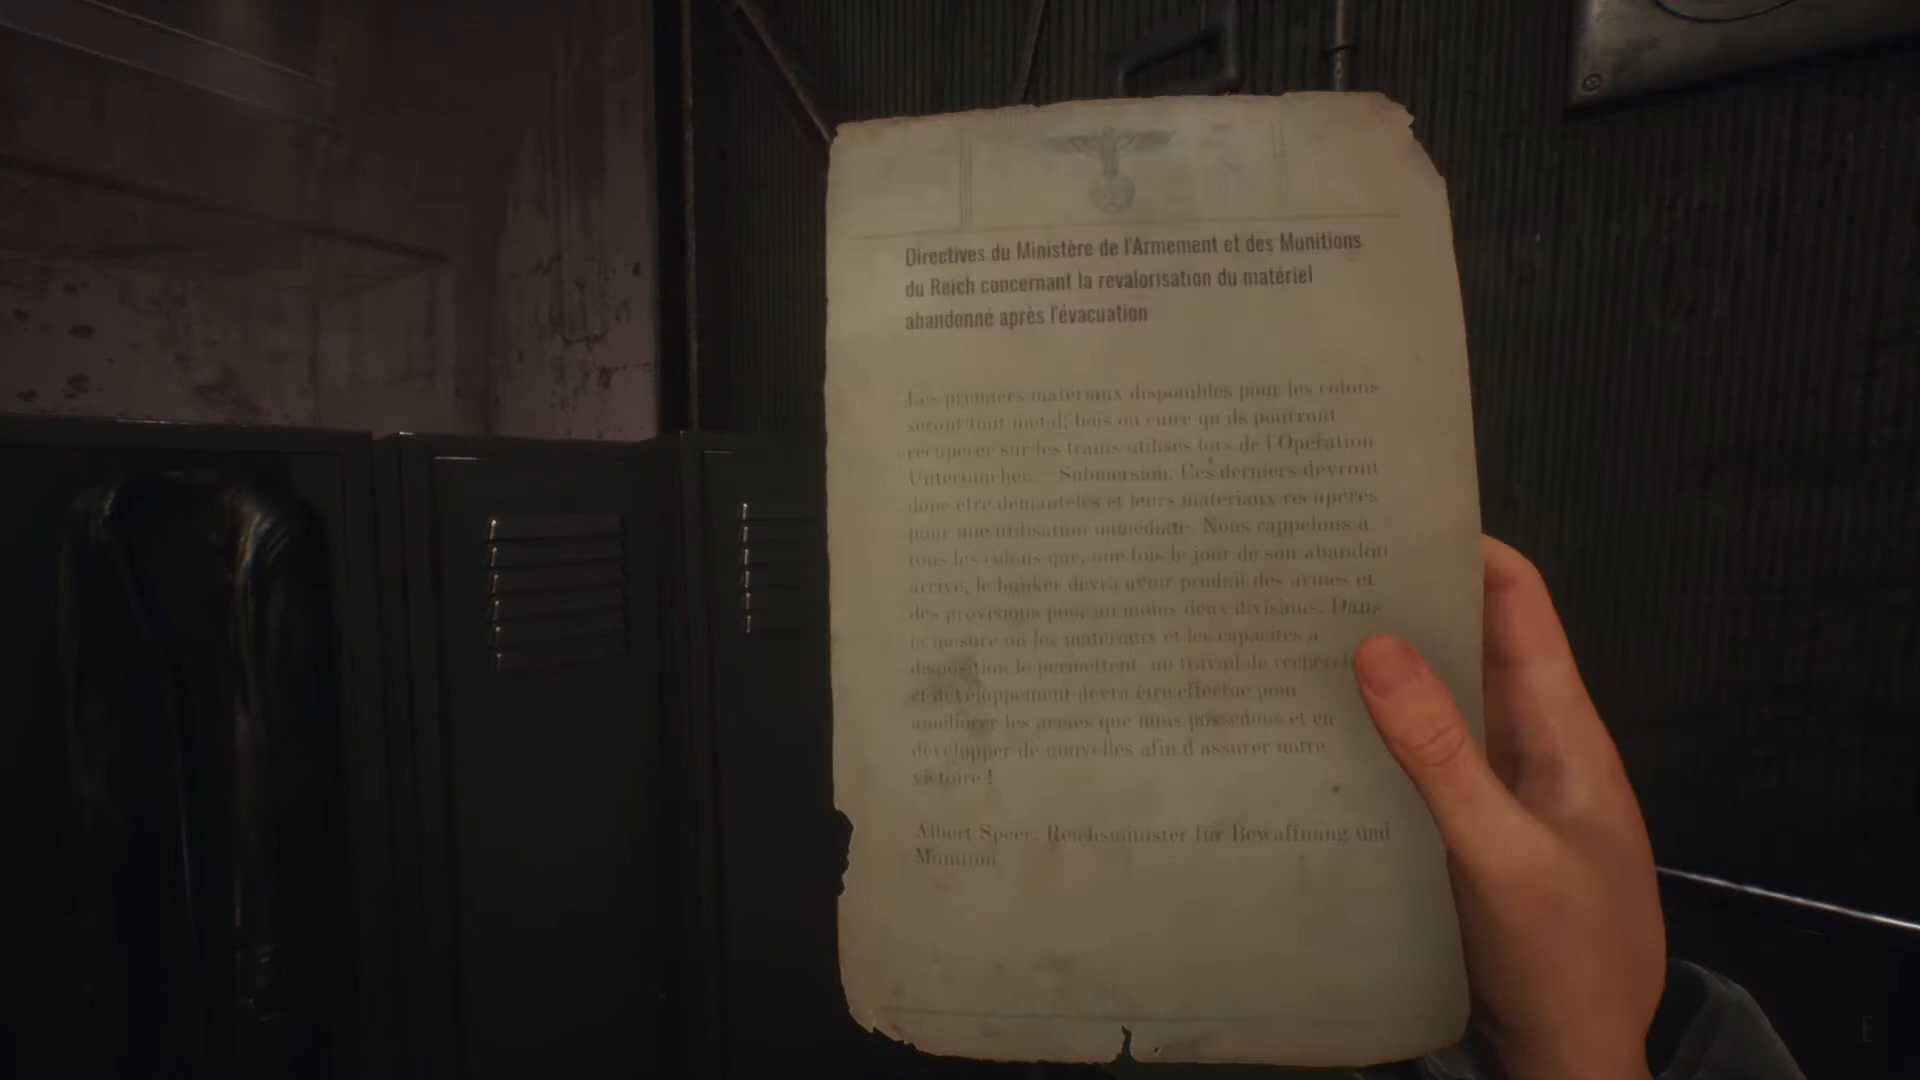 Directives du Ministère de l'Armement et des Munitions
du Reich concernant la revalorisation du matériel
abandonné après l'évacuation
Les premiers matériaux disponibles pour les colons
seront tout métal, bois ou cuivre qu'ils pourront
récupérer sur les trains utilisés lors de l'Opération
Submersion. Ces derniers devront
donc être démantelés et leurs matériaux récupérés
pour une utilisation immédiate. Nous rappelons à
tous les colons que, une fois le jour de son abandon
arrivé, le bunker devra avoir produit des armes et
des provisions pour au moins deux divisions. Dans
la mesure où les matériaux et les capacités à
disposition le permettent, un travail de
et développement devra être effectué pour
améliorer les armes que nous possédons et en
développer de nouvelles afin d'assurer notre
victoire !
Albert Speer, Reichsminister für Bewaffnung und
Munition
E